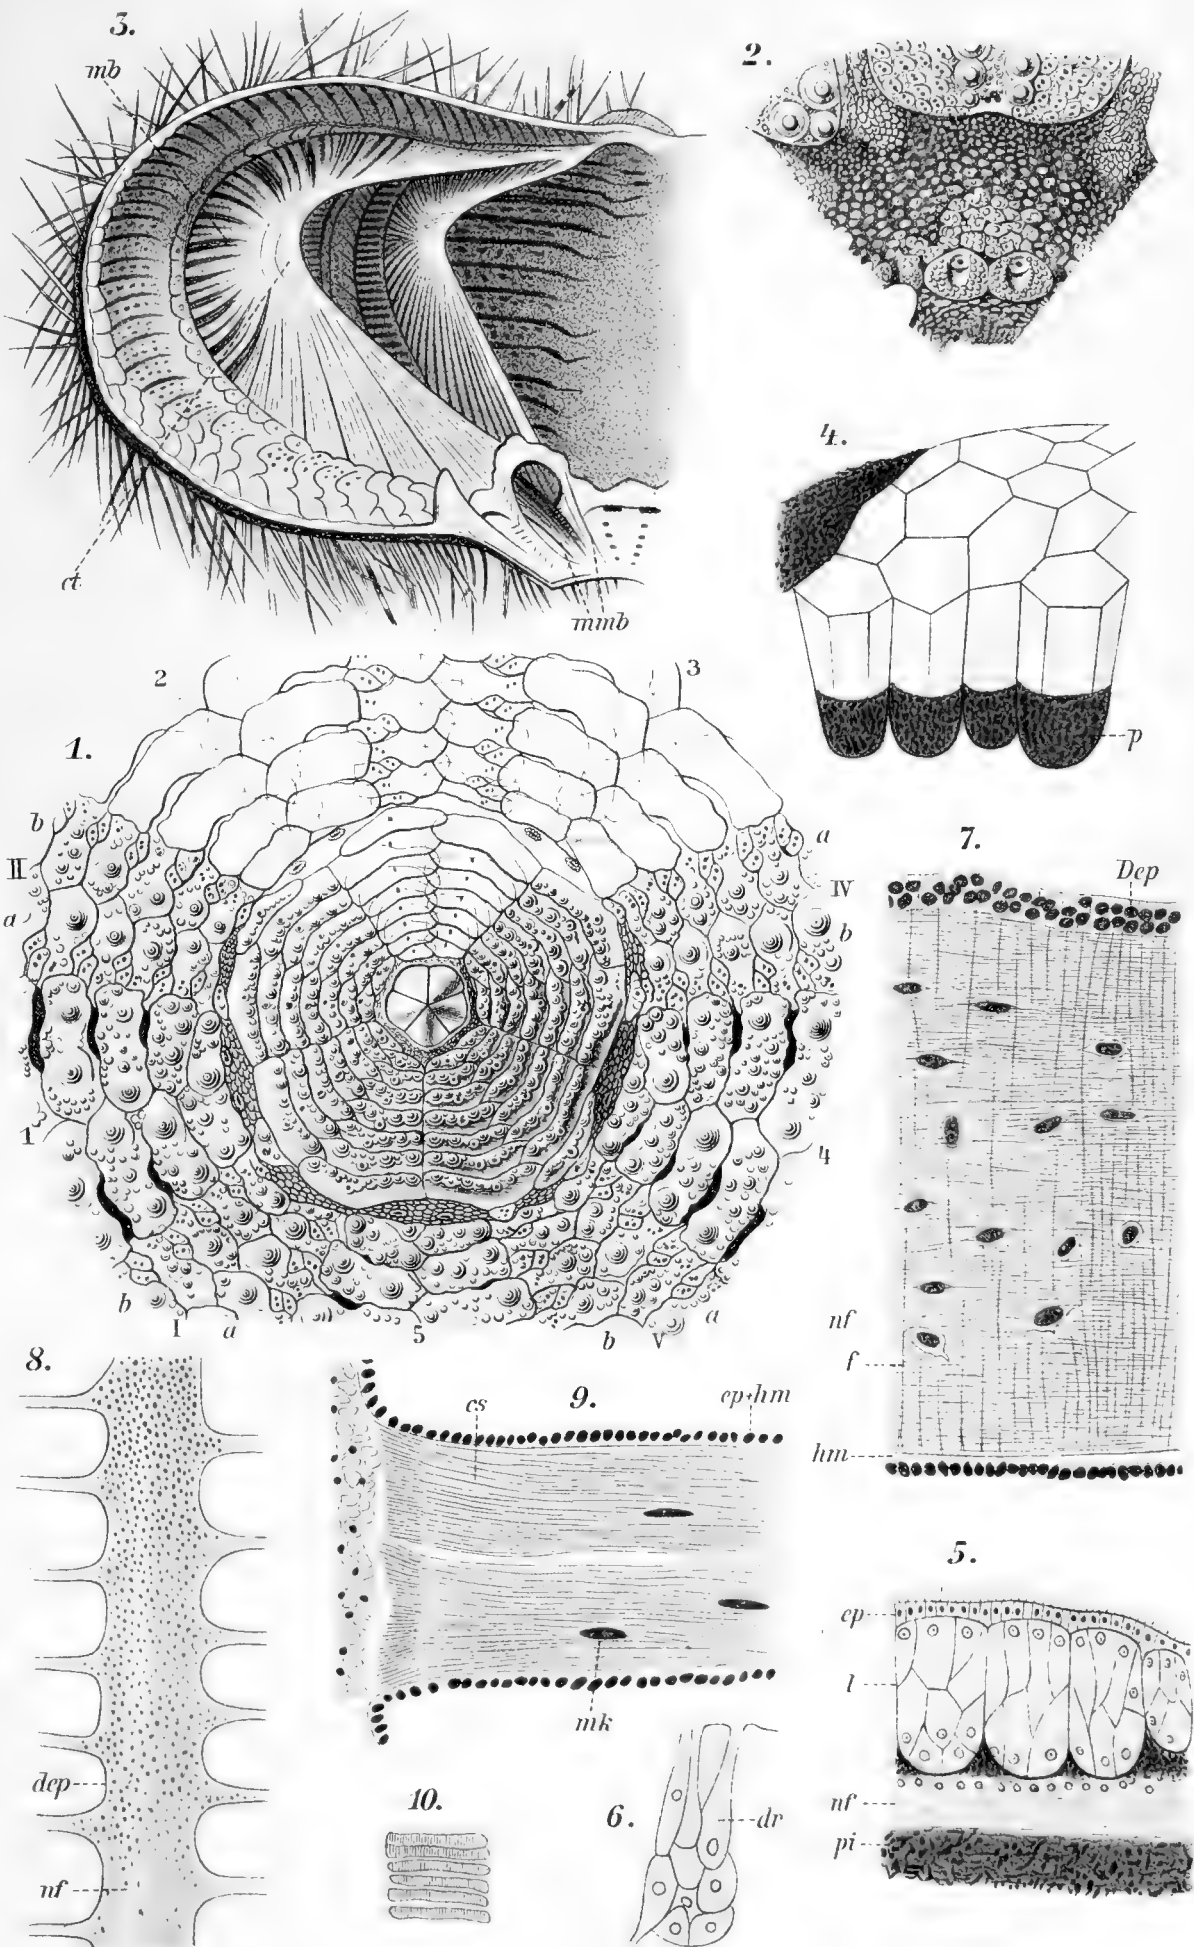 3.
mb
2.
ct
mmb
4.
p
1.
2
3
b
II
a
1
b
I
a
5
b
V
a
4
b
IV
a
7.
Dep
nf
f
hm
8.
dep
nf
9.
cs
ep+hm
mk
10.
6.
dr
5.
ep
l
nf
pi